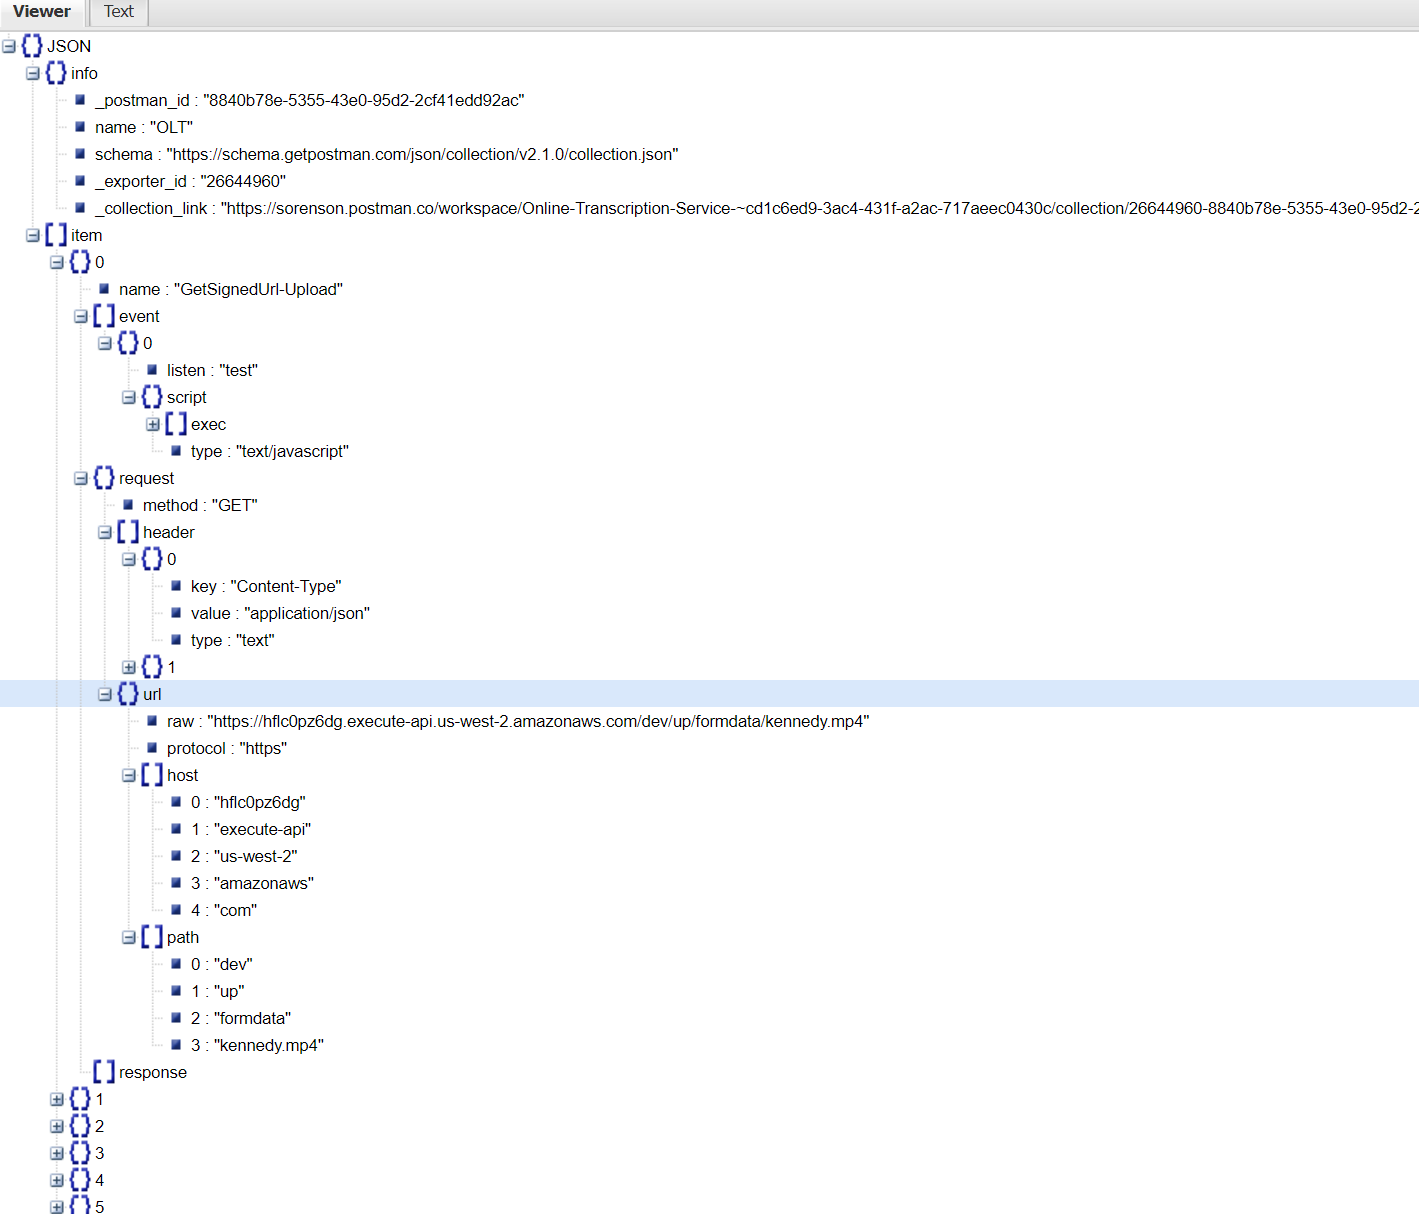 Viewer Text
JSON
info
_postman_id : "8840b78e-5355-43e0-95d2-2cf41edd92ac"
name : "OLT"
schema : "https://schema.getpostman.com/json/collection/v2.1.0/collection.json"
_exporter_id : "26644960"
_collection_link : "https://sorenson.postman.co/workspace/Online-Transcription-Service-~cd1c6ed9-3ac4-431f-a2ac-717aeec0430c/collection/26644960-8840b78e-5355-43e0-95d2-2
item
0
name : "GetSignedUrl-Upload"
event
0
listen : "test"
script
exec
type : "text/javascript"
request
method : "GET"
header
0
key : "Content-Type"
value : "application/json"
type : "text"
1
url
raw : "https://hflc0pz6dg.execute-api.us-west-2.amazonaws.com/dev/up/formdata/kennedy.mp4"
protocol : "https"
host
0 : "hflc0pz6dg"
1 : "execute-api"
2 : "us-west-2"
3 : "amazonaws"
4 : "com"
path
0 : "dev"
1 : "up"
2 : "formdata"
3 : "kennedy.mp4"
response
1
2
3
4
5